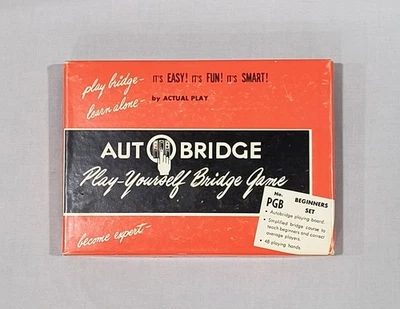 play bridge-
learn alone-
IT'S EASY! IT'S FUN! IT'S SMART!
by ACTUAL PLAY
AUTOBRIDGE
Play-Yourself Bridge Game
become expert-
No.
PGB
BEGINNERS
SET
• Autobridge playing board.
• Simplified bridge course to
teach beginners and correct
average players.
• 48 playing hands